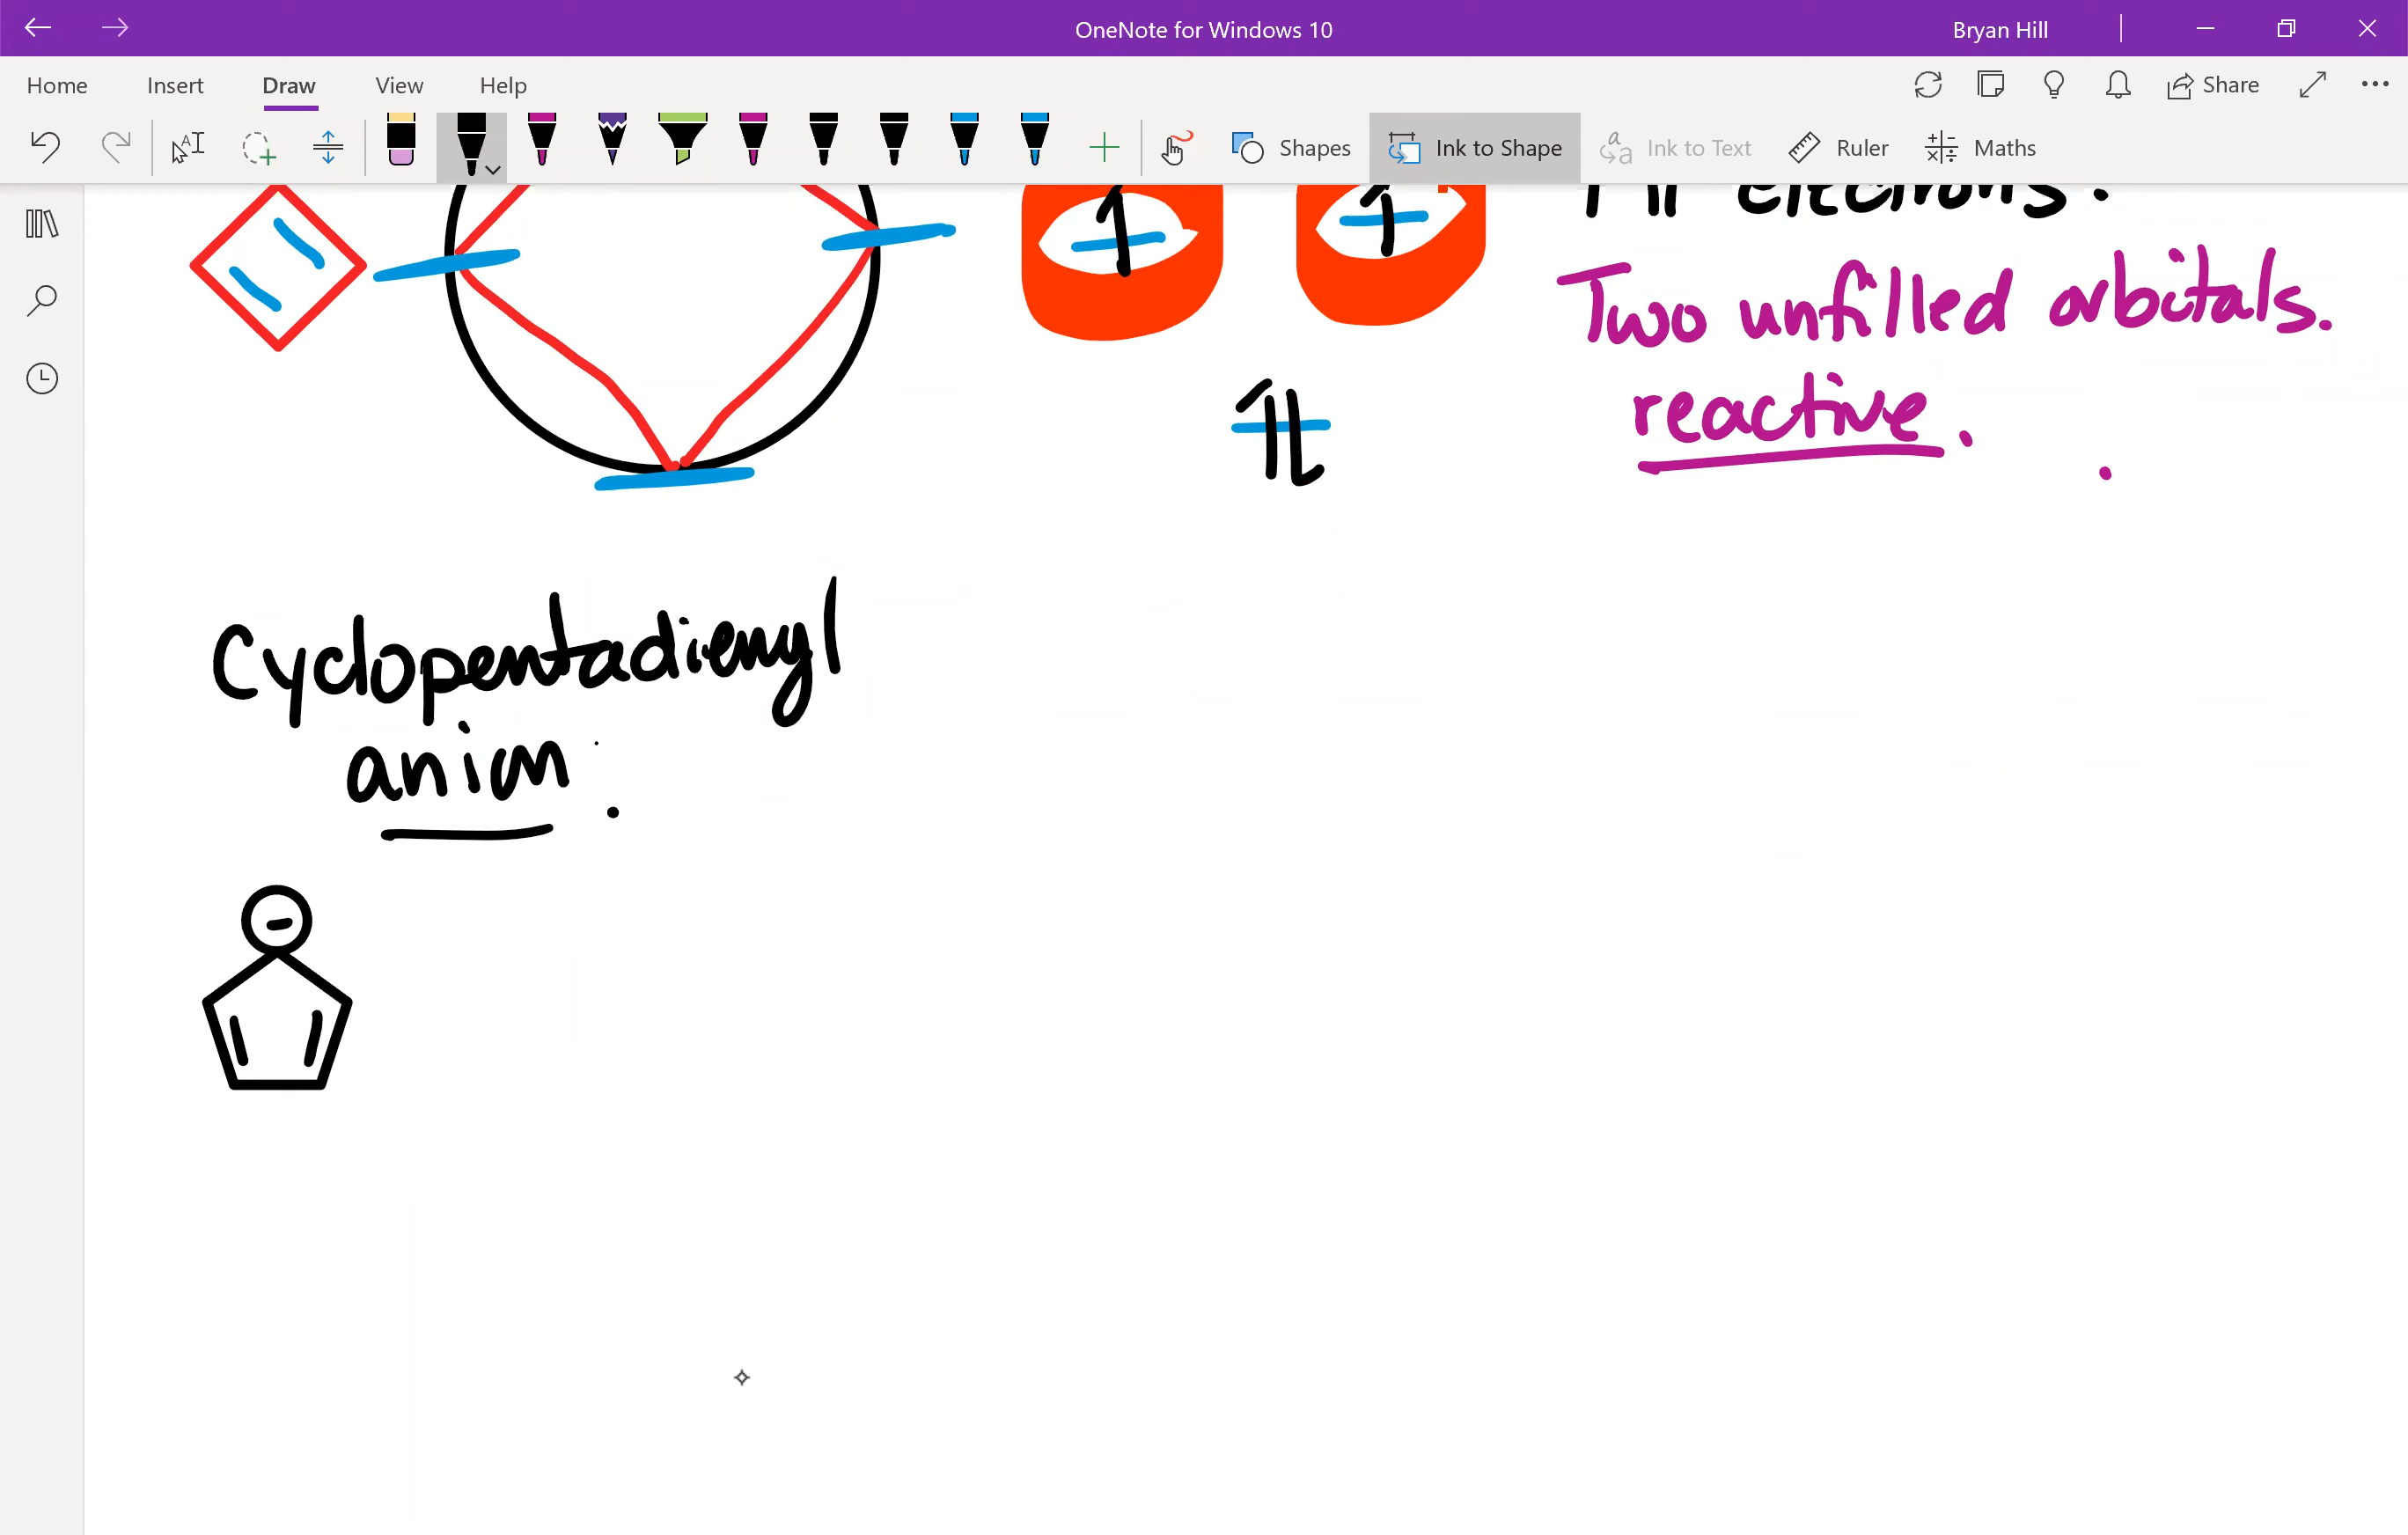 OneNote for Windows 10
Bryan Hill
Home Insert Draw View Help
Share
Shapes Ink to Shape Ink to Text Ruler Maths
electrons.
Two unfilled orbitals.
reactive.
Cyclopentadienyl
anion.